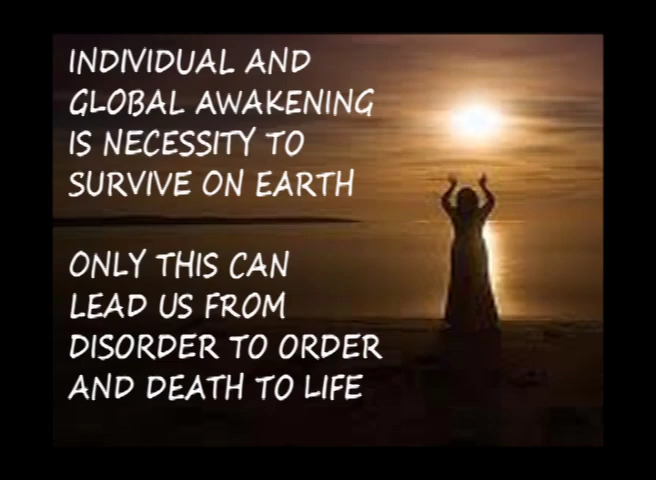 INDIVIDUAL AND
GLOBAL AWAKENING
IS NECESSITY TO
SURVIVE ON EARTH
ONLY THIS CAN
LEAD US FROM
DISORDER TO ORDER
AND DEATH TO LIFE